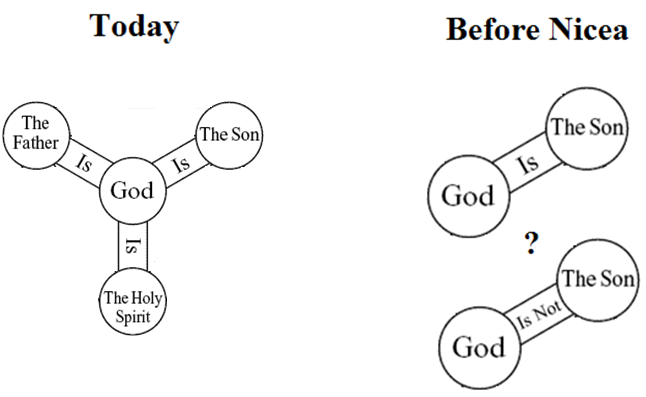 Today
The
Father
Is
God
Is
The Son
Is
The Holy
Spirit
Before Nicea
The Son
Is
God
?
The Son
Is Not
God